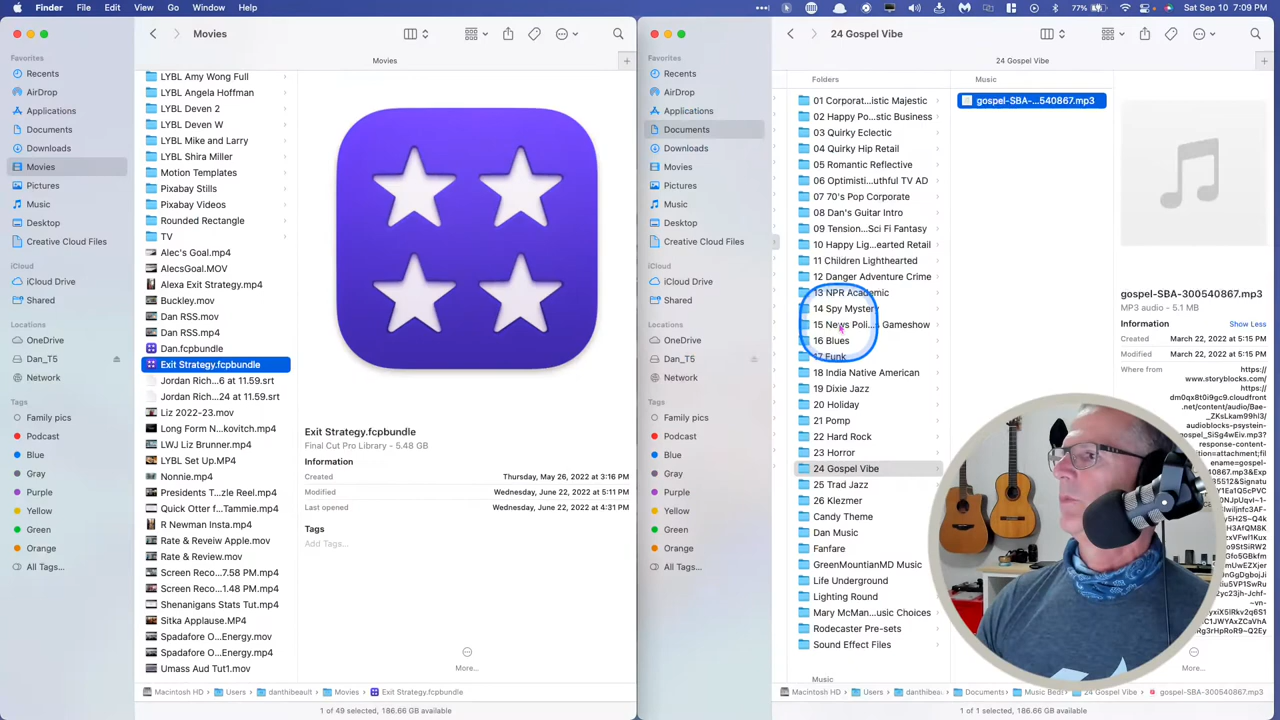 Finder File Edit View Go Window Help
Sat Sep 10 2:09 PM
Movies
Movies
Favorites
Recents
AirDrop
Applications
Documents
Downloads
Movies
Pictures
Music
Desktop
Creative Cloud Files
iCloud
iCloud Drive
Shared
Locations
OneDrive
Dan_T5
Network
Tags
Family pics
Podcast
Blue
Gray
Purple
Yellow
Green
Orange
All Tags...
LYBL Amy Wong Full
LYBL Angela Hoffman
LYBL Deven 2
LYBL Deven W
LYBL Mike and Larry
LYBL Shira Miller
Motion Templates
Pixabay Stills
Pixabay Videos
Rounded Rectangle
TV
Alec's Goal.mp4
AlecsGoal.MOV
Alexa Exit Strategy.mp4
Buckley.mov
Dan RSS.mov
Dan RSS.mp4
Dan.fcpbundle
Exit Strategy.fcpbundle
Jordan Rich...6 at 11.59.srt
Jordan Rich...24 at 11.59.srt
Liz 2022-23.mov
Long Form N...kovitch.mp4
LWJ Liz Brunner.mp4
LYBL Set Up.MP4
Nonnie.mp4
Presidents T...zle Reel.mp4
Quick Otter f...Tammie.mp4
R Newman Insta.mp4
Rate & Reveiw Apple.mov
Rate & Review.mov
Screen Reco...7.58 PM.mp4
Screen Reco...1.48 PM.mp4
Shenanigans Stats Tut.mp4
Sitka Applause.MP4
Spadafore O...Energy.mov
Spadafore O...Energy.mp4
Umass Aud Tut1.mov
Exit Strategy.fcpbundle
Final Cut Pro Library - 5.48 GB
Information
Created Thursday, May 26, 2022 at 3:16 PM
Modified Wednesday, June 22, 2022 at 5:11 PM
Last opened Wednesday, June 22, 2022 at 4:31 PM
Tags
Add Tags...
More...
Macintosh HD Users danthibeault Movies Exit Strategy.fcpbundle
1 of 49 selected, 186.66 GB available
24 Gospel Vibe
24 Gospel Vibe
Favorites
Recents
AirDrop
Applications
Documents
Downloads
Movies
Pictures
Music
Desktop
Creative Cloud Files
iCloud
iCloud Drive
Shared
Locations
OneDrive
Dan_T5
Network
Tags
Family pics
Podcast
Blue
Gray
Purple
Yellow
Green
Orange
All Tags...
Folders
01 Corporat...istic Majestic
02 Happy Po...stic Business
03 Quirky Eclectic
04 Quirky Hip Retail
05 Romantic Reflective
06 Optimisti...uthful TV AD
07 70's Pop Corporate
08 Dan's Guitar Intro
09 Tension...Sci Fi Fantasy
10 Happy Lig...earted Retail
11 Children Lighthearted
12 Danger Adventure Crime
13 NPR Academic
14 Spy Mystery
15 News Poli...s Gameshow
16 Blues
17 Funk
18 India Native American
19 Dixie Jazz
20 Holiday
21 Pomp
22 Hard Rock
23 Horror
24 Gospel Vibe
25 Trad Jazz
26 Klezmer
Candy Theme
Dan Music
Fanfare
GreenMountianMD Music
Life Underground
Lighting Round
Mary McMan...usic Choices
Rodecaster Pre-sets
Sound Effect Files
Music
Music
gospel-SBA-...540867.mp3
gospel-SBA-300540867.mp3
MP3 audio - 5.1 MB
Information Show Less
Created March 22, 2022 at 5:15 PM
Modified March 22, 2022 at 5:15 PM
Where from https://
www.storyblocks.com/
https://
dm0qx8t0i9gc9.cloudfront
.net/content/audio/Bae-
_ZKsLkam99hl3/
audioblocks-psystein-
gospel_SiSg4wEiv.mp3?
response-content-
More...
Macintosh HD Users danthibea Documents Music Bed 24 Gospel Vibe gospel-SBA-300540867.mp3
1 of 1 selected, 186.66 GB available